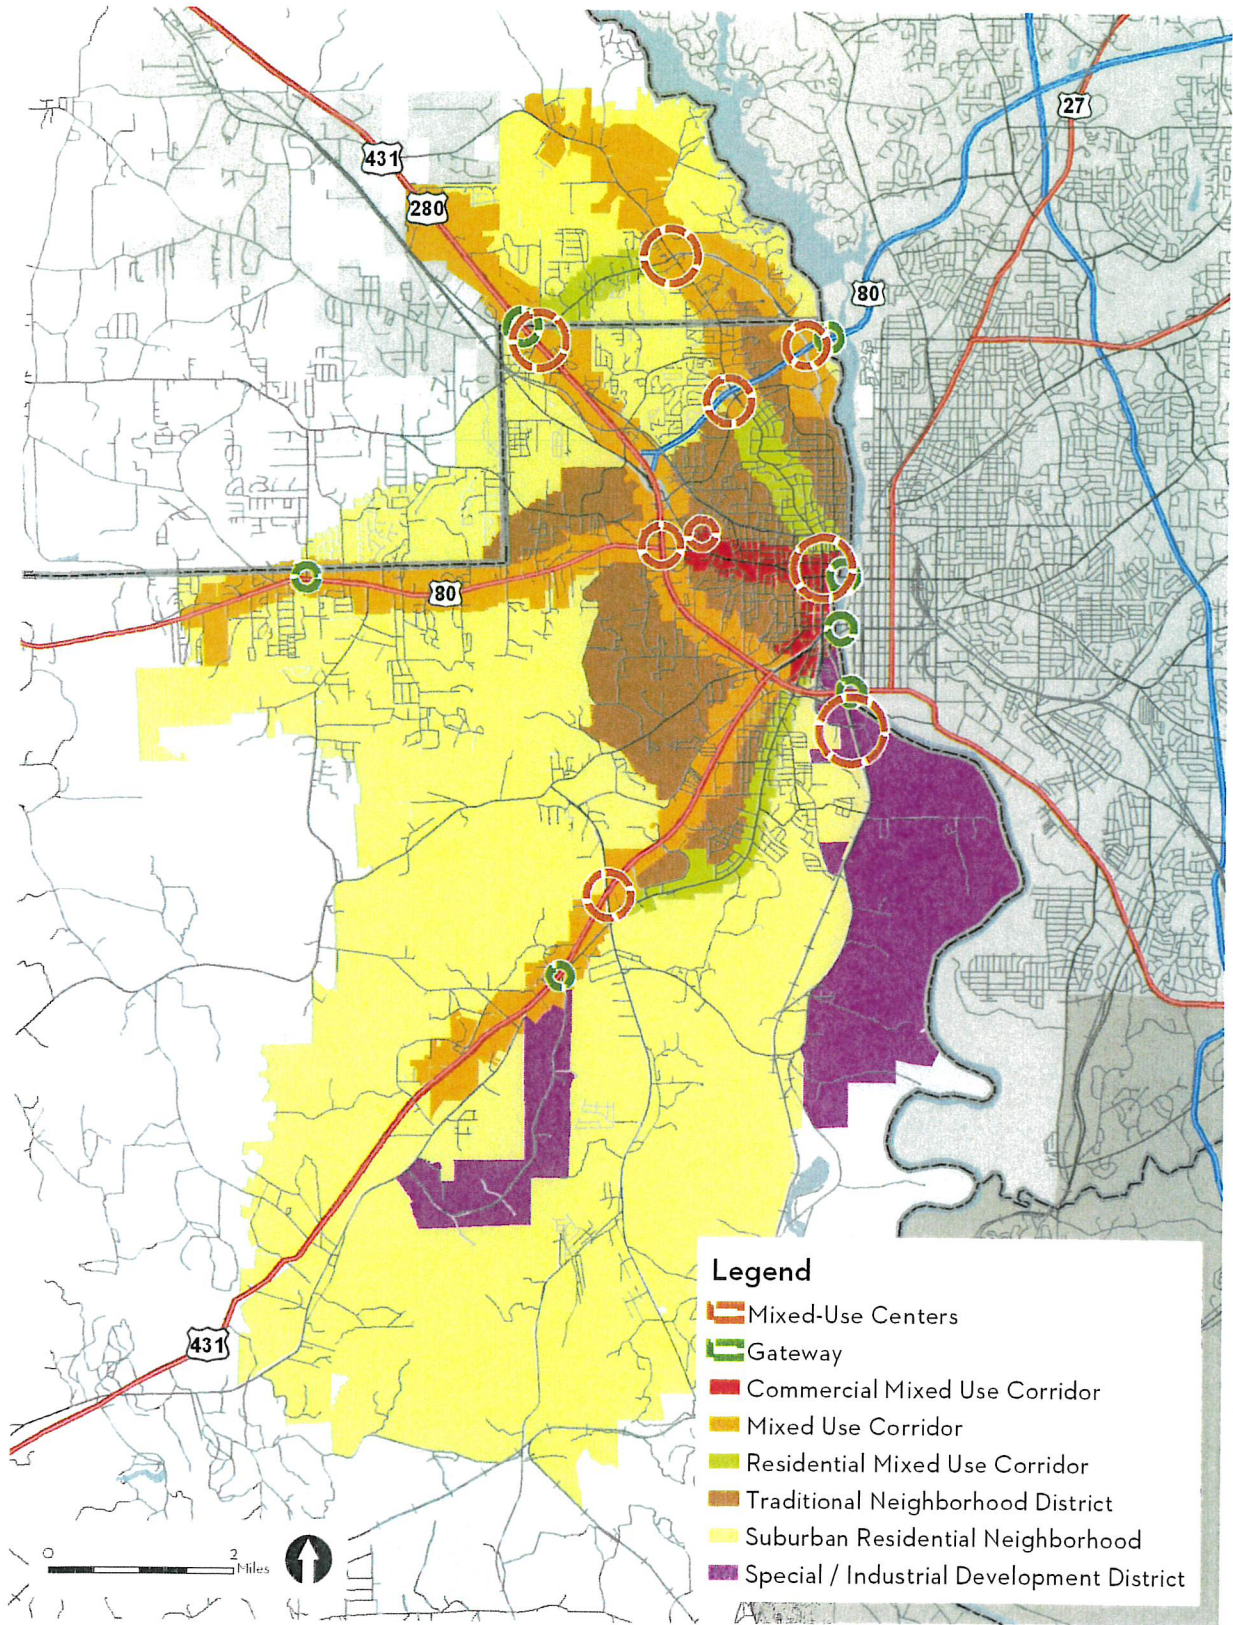 27
431
280
80
80
431
Legend
Mixed-Use Centers
Gateway
Commercial Mixed Use Corridor
Mixed Use Corridor
Residential Mixed Use Corridor
Traditional Neighborhood District
Suburban Residential Neighborhood
Special / Industrial Development District
0 2
Miles